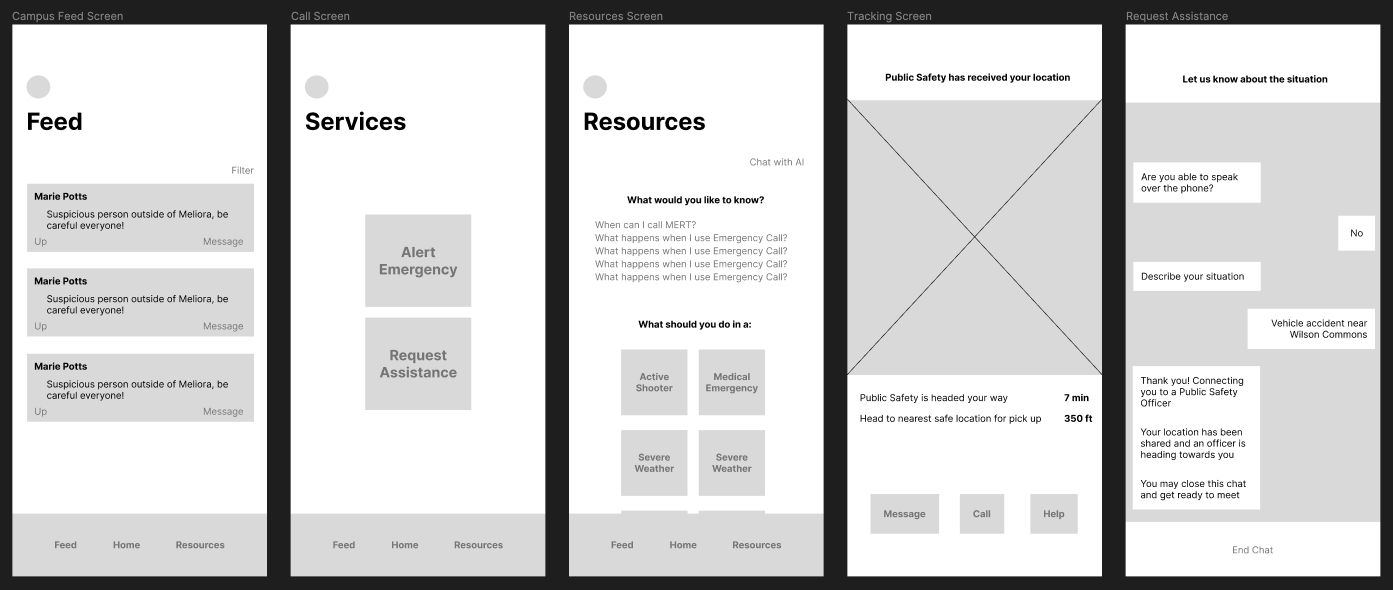 Campus Feed Screen
Feed
Filter
Marie Potts
Suspicious person outside of Meliora, be
careful everyone!
Up Message
Marie Potts
Suspicious person outside of Meliora, be
careful everyone!
Up Message
Marie Potts
Suspicious person outside of Meliora, be
careful everyone!
Up Message
Feed Home Resources
Call Screen
Services
Alert
Emergency
Request
Assistance
Feed Home Resources
Resources Screen
Resources
Chat with AI
What would you like to know?
When can I call MERT?
What happens when I use Emergency Call?
What happens when I use Emergency Call?
What happens when I use Emergency Call?
What happens when I use Emergency Call?
What should you do in a:
Active
Shooter
Medical
Emergency
Severe
Weather
Severe
Weather
Feed Home Resources
Tracking Screen
Public Safety has received your location
Public Safety is headed your way 7 min
Head to nearest safe location for pick up 350 ft
Message Call Help
Request Assistance
Let us know about the situation
Are you able to speak
over the phone?
No
Describe your situation
Vehicle accident near
Wilson Commons
Thank you! Connecting
you to a Public Safety
Officer
Your location has been
shared and an officer is
heading towards you
You may close this chat
and get ready to meet
End Chat